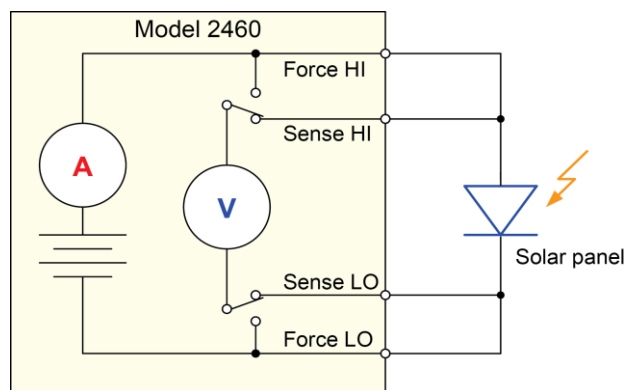 Model 2460
Force HI
Sense HI
A
V
Solar panel
Sense LO
Force LO